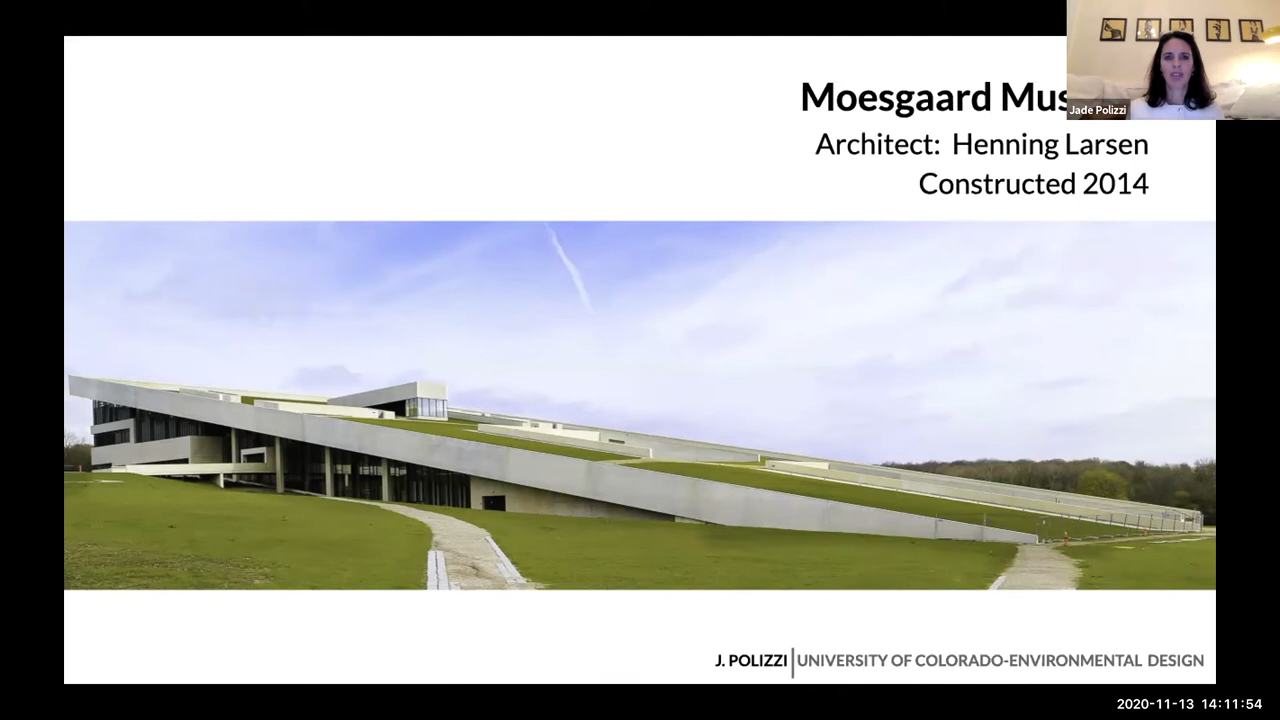 Moesgaard Mus
Jade Polizzi
Architect: Henning Larsen
Constructed 2014
J. POLIZZI | UNIVERSITY OF COLORADO-ENVIRONMENTAL DESIGN
2020-11-13 14:11:54